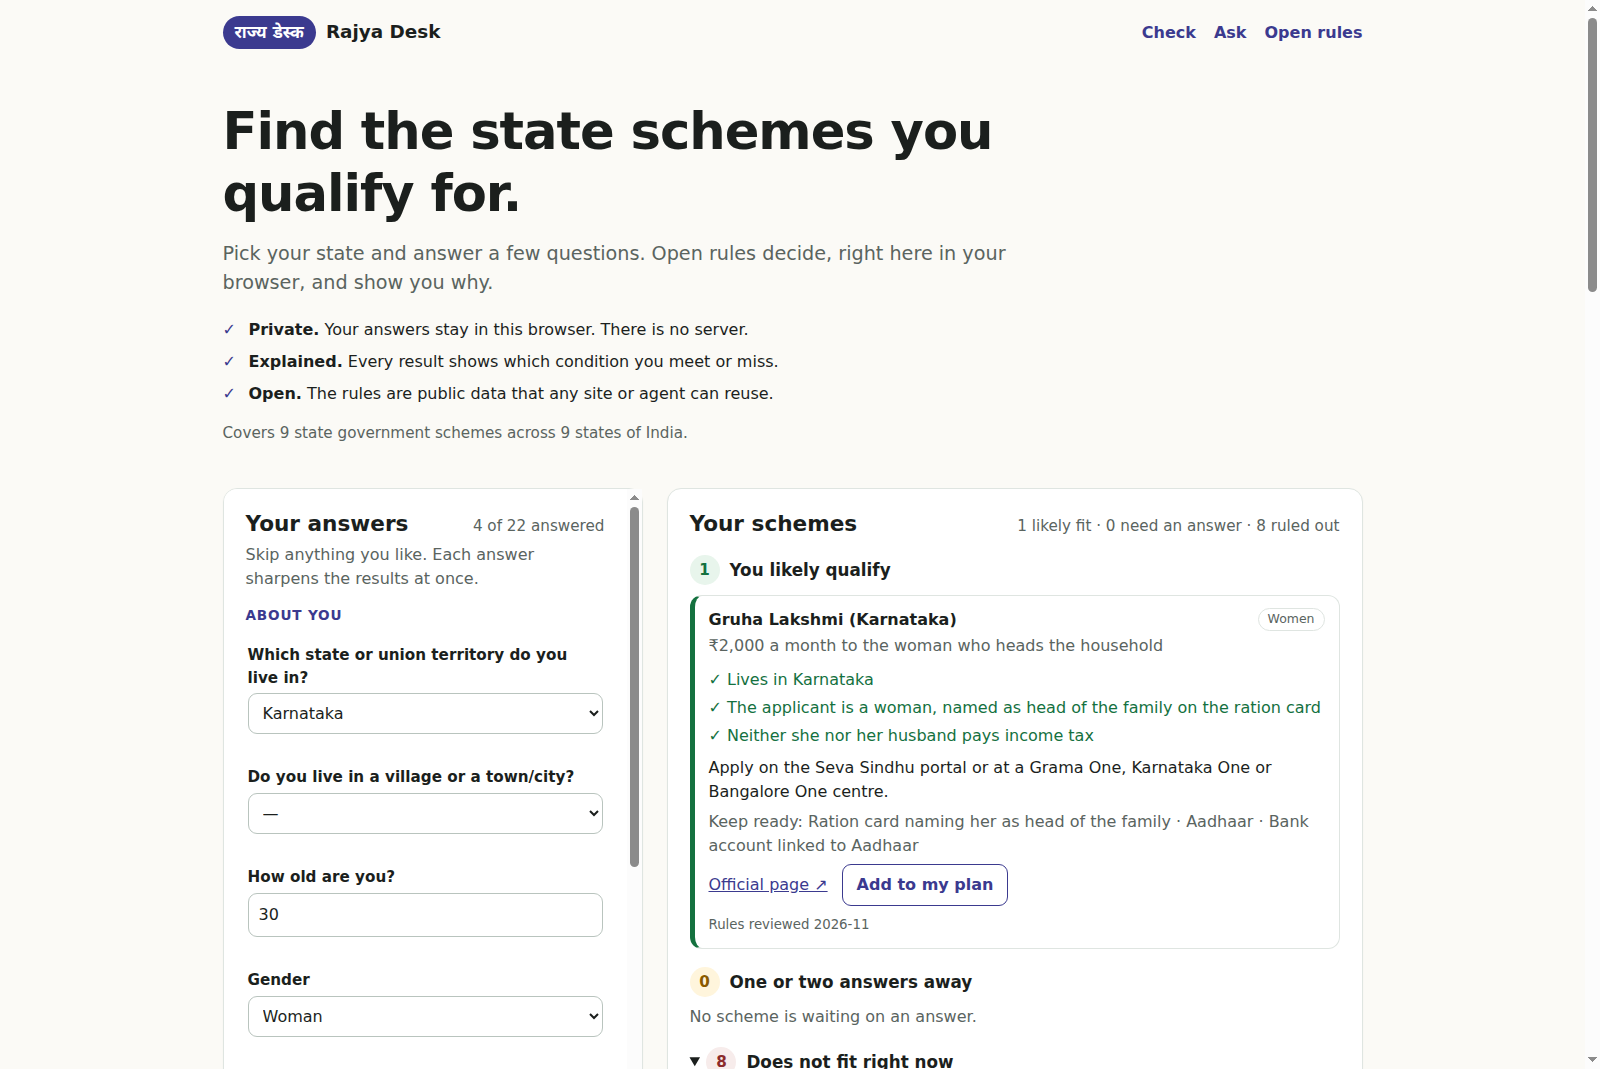 राज्य डेस्क Rajya Desk
Check Ask Open rules
Find the state schemes you
qualify for.
Pick your state and answer a few questions. Open rules decide, right here in your
browser, and show you why.
✓ Private. Your answers stay in this browser. There is no server.
✓ Explained. Every result shows which condition you meet or miss.
✓ Open. The rules are public data that any site or agent can reuse.
Covers 9 state government schemes across 9 states of India.
Your answers 4 of 22 answered
Skip anything you like. Each answer
sharpens the results at once.
ABOUT YOU
Which state or union territory do you
live in?
Karnataka
Do you live in a village or a town/city?
—
How old are you?
30
Gender
Woman
Your schemes 1 likely fit · 0 need an answer · 8 ruled out
1 You likely qualify
Gruha Lakshmi (Karnataka) Women
₹2,000 a month to the woman who heads the household
✓ Lives in Karnataka
✓ The applicant is a woman, named as head of the family on the ration card
✓ Neither she nor her husband pays income tax
Apply on the Seva Sindhu portal or at a Grama One, Karnataka One or
Bangalore One centre.
Keep ready: Ration card naming her as head of the family · Aadhaar · Bank
account linked to Aadhaar
Official page ↗ Add to my plan
Rules reviewed 2026-11
0 One or two answers away
No scheme is waiting on an answer.
▼ 8 Does not fit right now